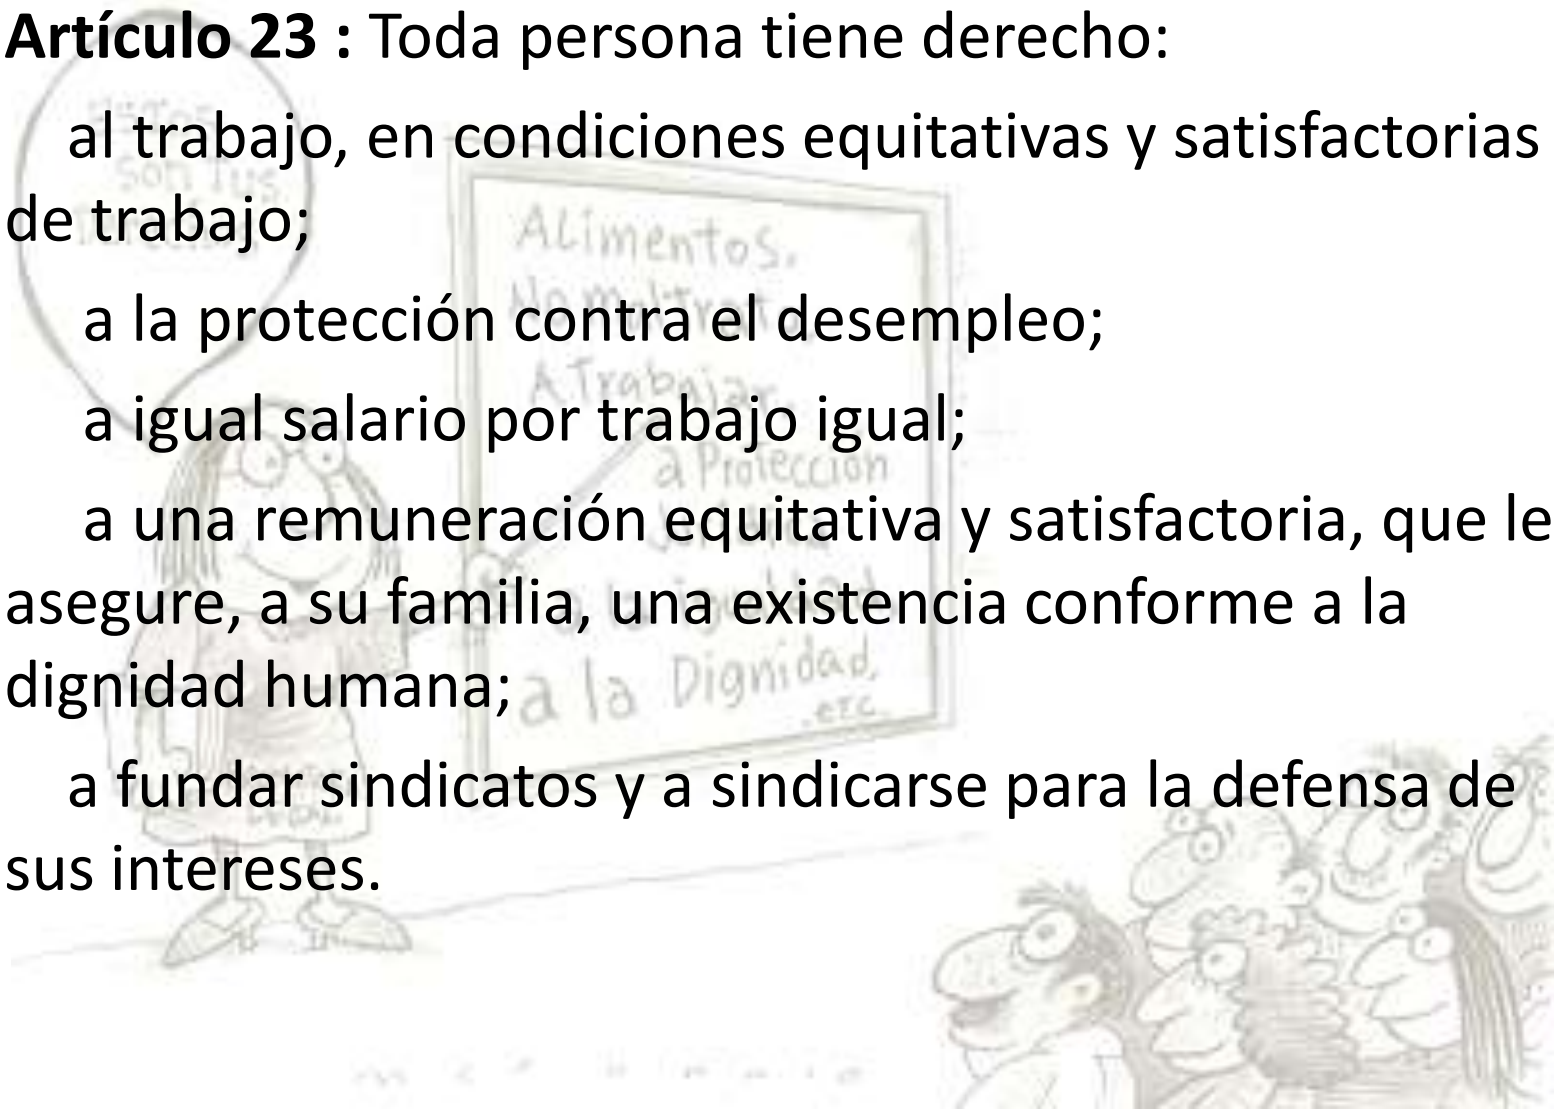 Artículo 23 : Toda persona tiene derecho:
al trabajo, en condiciones equitativas y satisfactorias
de trabajo;
a la protección contra el desempleo;
a igual salario por trabajo igual;
a una remuneración equitativa y satisfactoria, que le
asegure, a su familia, una existencia conforme a la
dignidad humana;
a fundar sindicatos y a sindicarse para la defensa de
sus intereses.
son tus
ALimentos.
A Trabajar.
a Protección
a la Dignidad,
.etc.